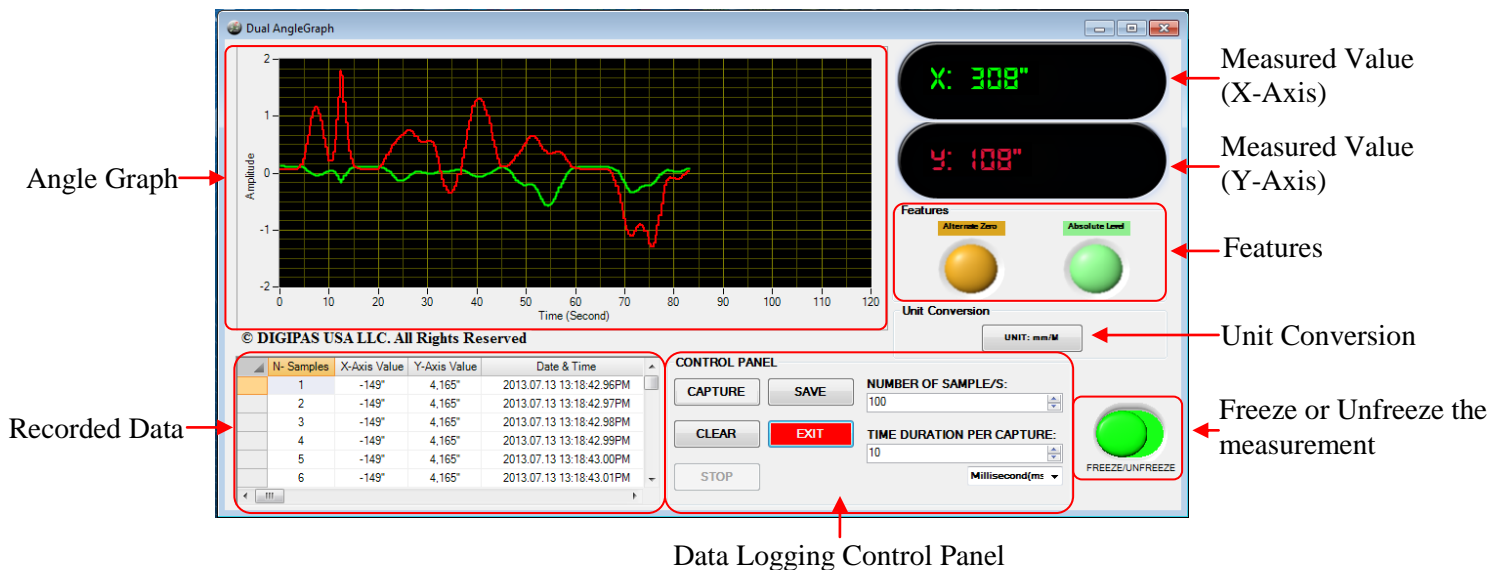 Dual AngleGraph
Measured Value
(X-Axis)
Measured Value
(Y-Axis)
Angle Graph
Features
Unit Conversion
Recorded Data
Freeze or Unfreeze the
measurement
Data Logging Control Panel
2
1
0
-1
-2
Amplitude
0 10 20 30 40 50 60 70 80 90 100 110 120
Time (Second)
X: 308"
Y: 108"
Features
Alternate Zero Absolute Level
Unit Conversion
UNIT: mm/M
© DIGIPAS USA LLC. All Rights Reserved
N- Samples X-Axis Value Y-Axis Value Date & Time
1 -149" 4,165" 2013.07.13 13:18:42.96PM
2 -149" 4,165" 2013.07.13 13:18:42.97PM
3 -149" 4,165" 2013.07.13 13:18:42.98PM
4 -149" 4,165" 2013.07.13 13:18:42.99PM
5 -149" 4,165" 2013.07.13 13:18:43.00PM
6 -149" 4,165" 2013.07.13 13:18:43.01PM
CONTROL PANEL
CAPTURE SAVE
CLEAR EXIT
STOP
NUMBER OF SAMPLE/S:
100
TIME DURATION PER CAPTURE:
10
Millisecond(ms
FREEZE/UNFREEZE